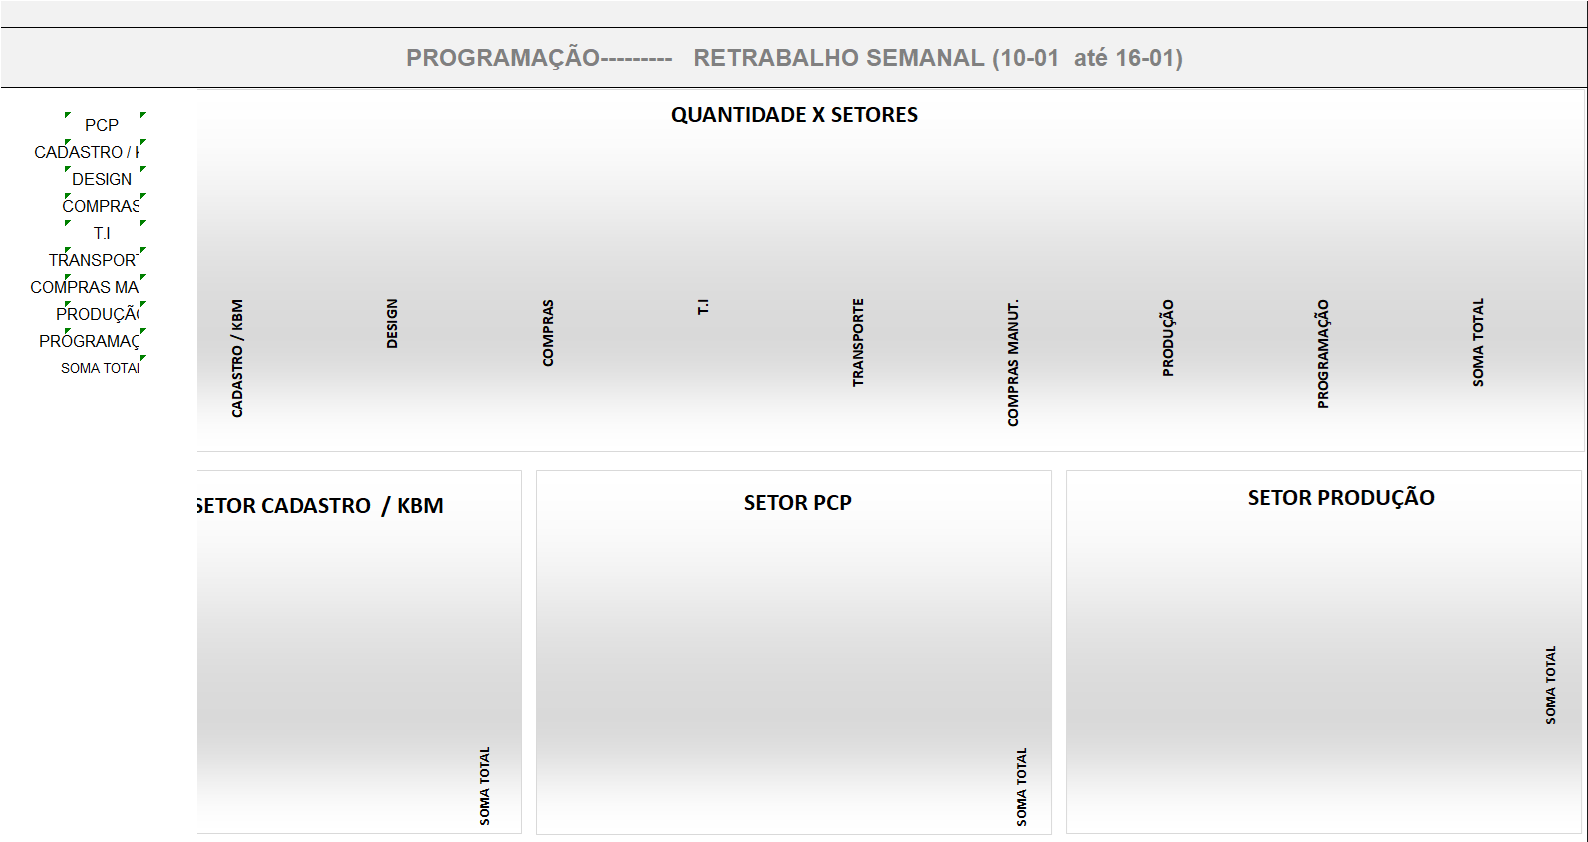 PROGRAMAÇÃO--------- RETRABALHO SEMANAL (10-01 até 16-01)
PCP
CADASTRO /
DESIGN
COMPRAS
T.I
TRANSPORT
COMPRAS MA
PRODUÇÃ
PROGRAMAÇ
SOMA TOTAL
QUANTIDADE X SETORES
CADASTRO / KBM
DESIGN
COMPRAS
T.I
TRANSPORTE
COMPRAS MANUT.
PRODUÇÃO
PROGRAMAÇÃO
SOMA TOTAL
SETOR CADASTRO / KBM
SOMA TOTAL
SETOR PCP
SOMA TOTAL
SETOR PRODUÇÃO
SOMA TOTAL